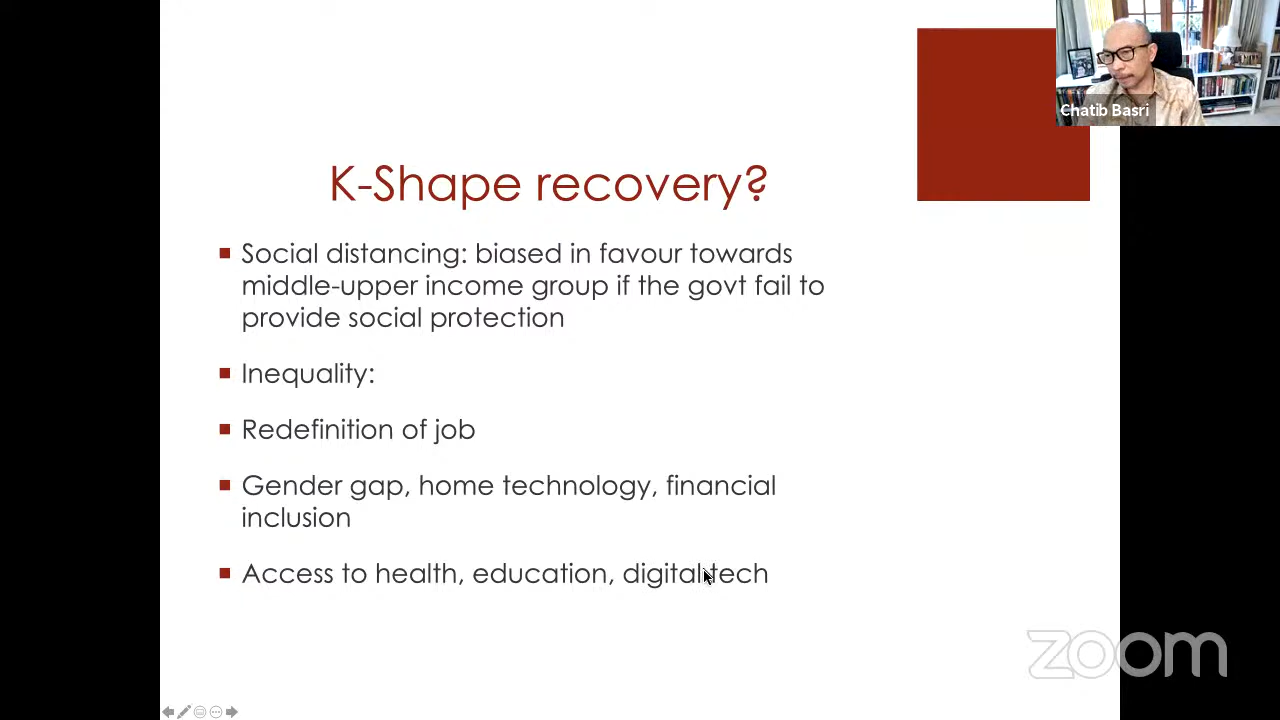 Chatib Basri
K-Shape recovery?
Social distancing: biased in favour towards
middle-upper income group if the govt fail to
provide social protection
Inequality:
Redefinition of job
Gender gap, home technology, financial
inclusion
Access to health, education, digital tech
zoom